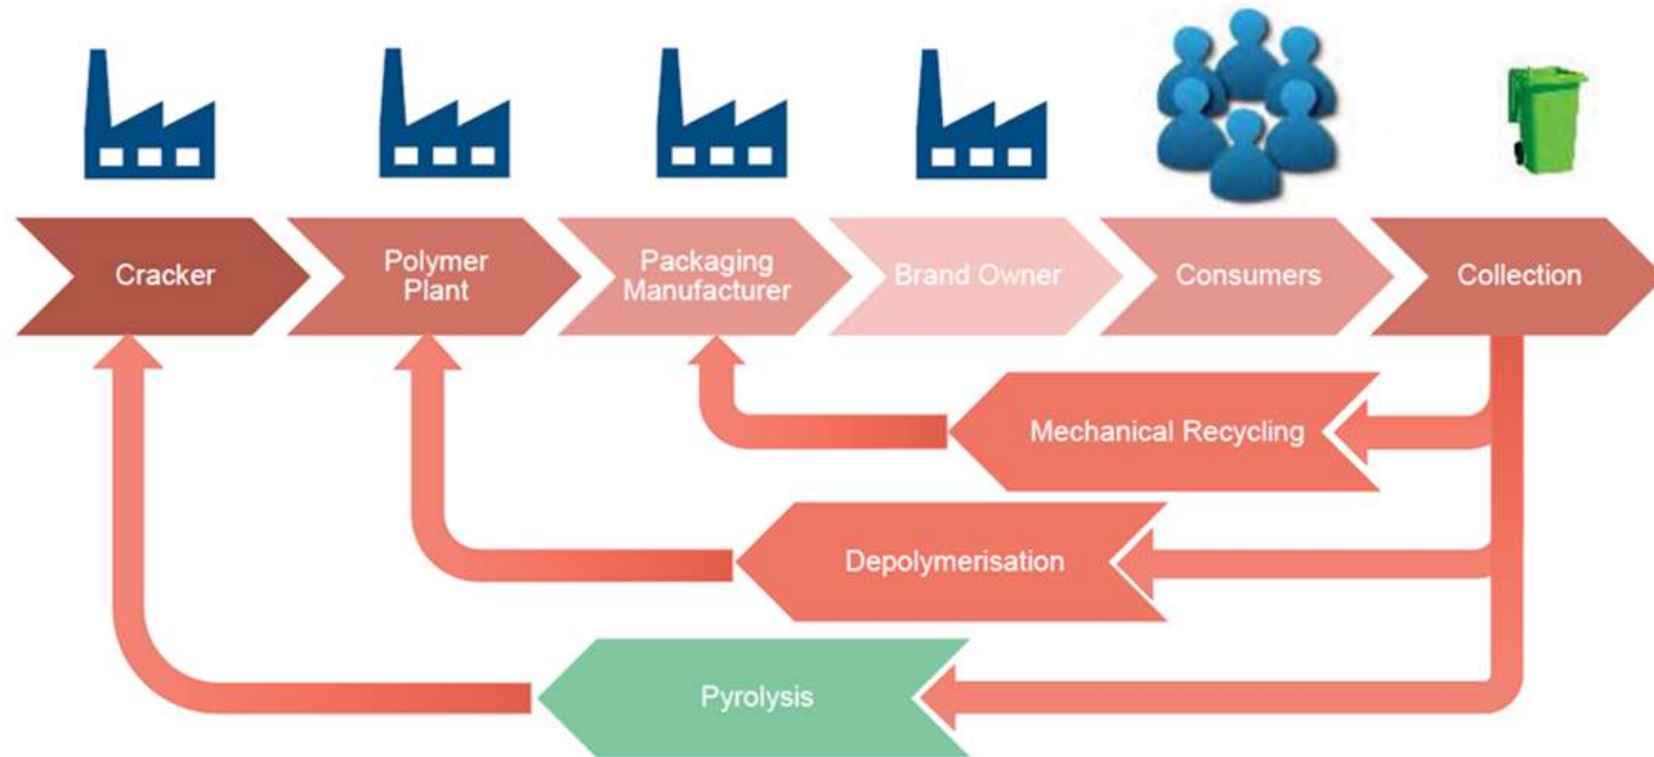 Cracker
Polymer
Plant
Packaging
Manufacturer
Brand Owner
Consumers
Collection
Mechanical Recycling
Depolymerisation
Pyrolysis